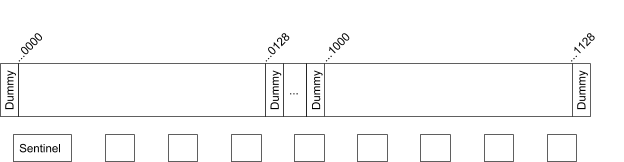 ...0000
...0128
...1000
...1128
Dummy
Dummy
...
Dummy
Dummy
Sentinel